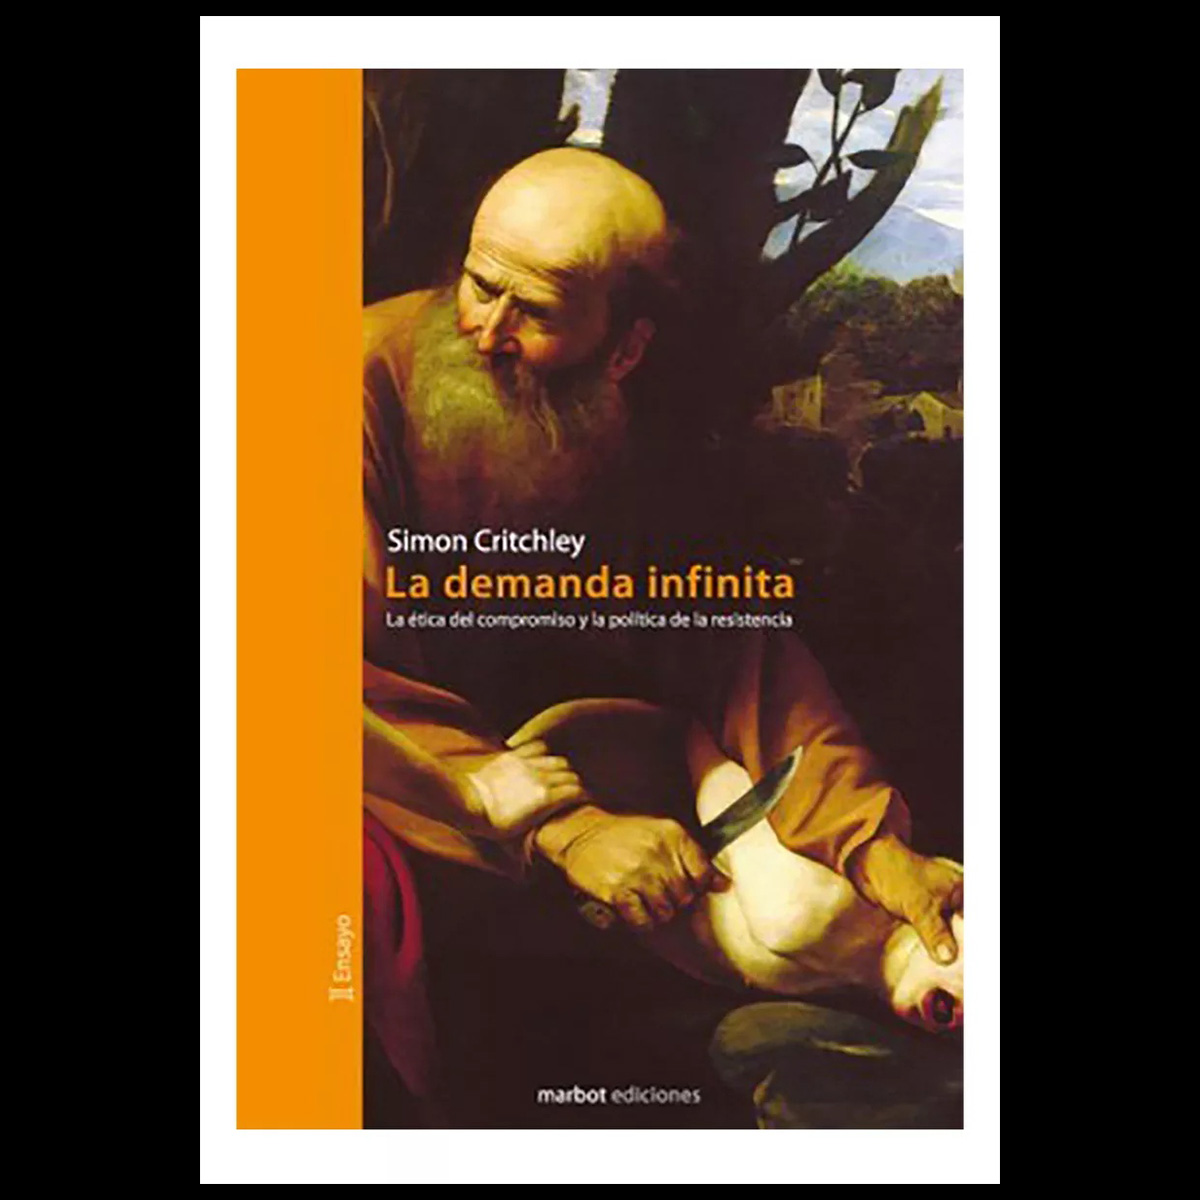 Simon Critchley
La demanda infinita
La ética del compromiso y la política de la resistencia
Ensayo
marbot ediciones